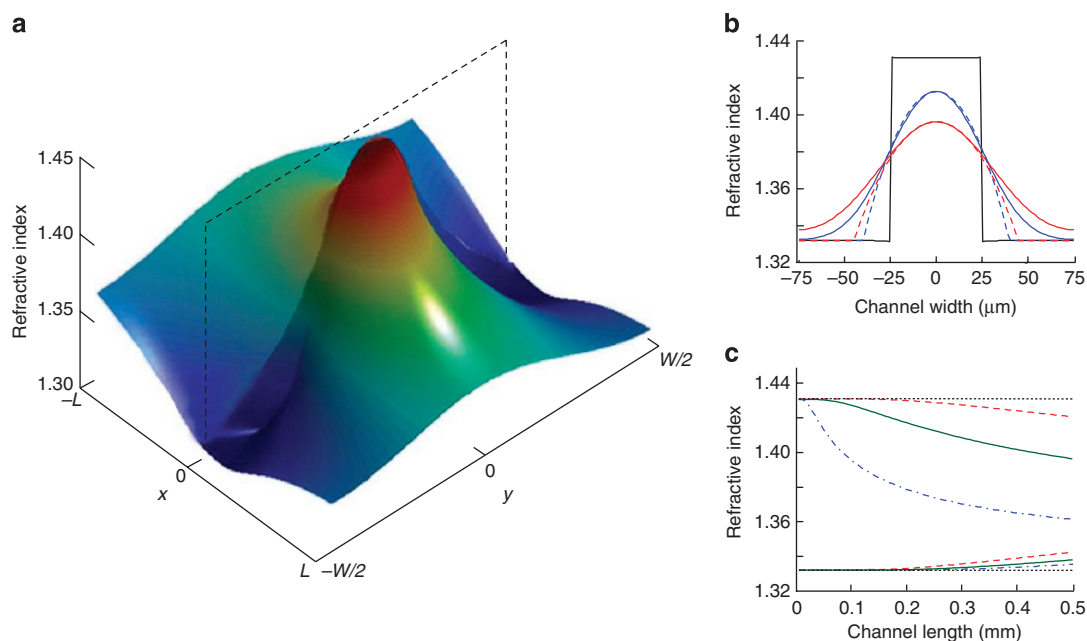 a
Refractive index
1.45
1.40
1.35
1.30
–L
0
x
L
–W/2
0
y
W/2
b
Refractive index
1.44
1.40
1.36
1.32
–75
–50
–25
0
25
50
75
Channel width (μm)
c
Refractive index
1.44
1.40
1.36
1.32
0
0.1
0.2
0.3
0.4
0.5
Channel length (mm)